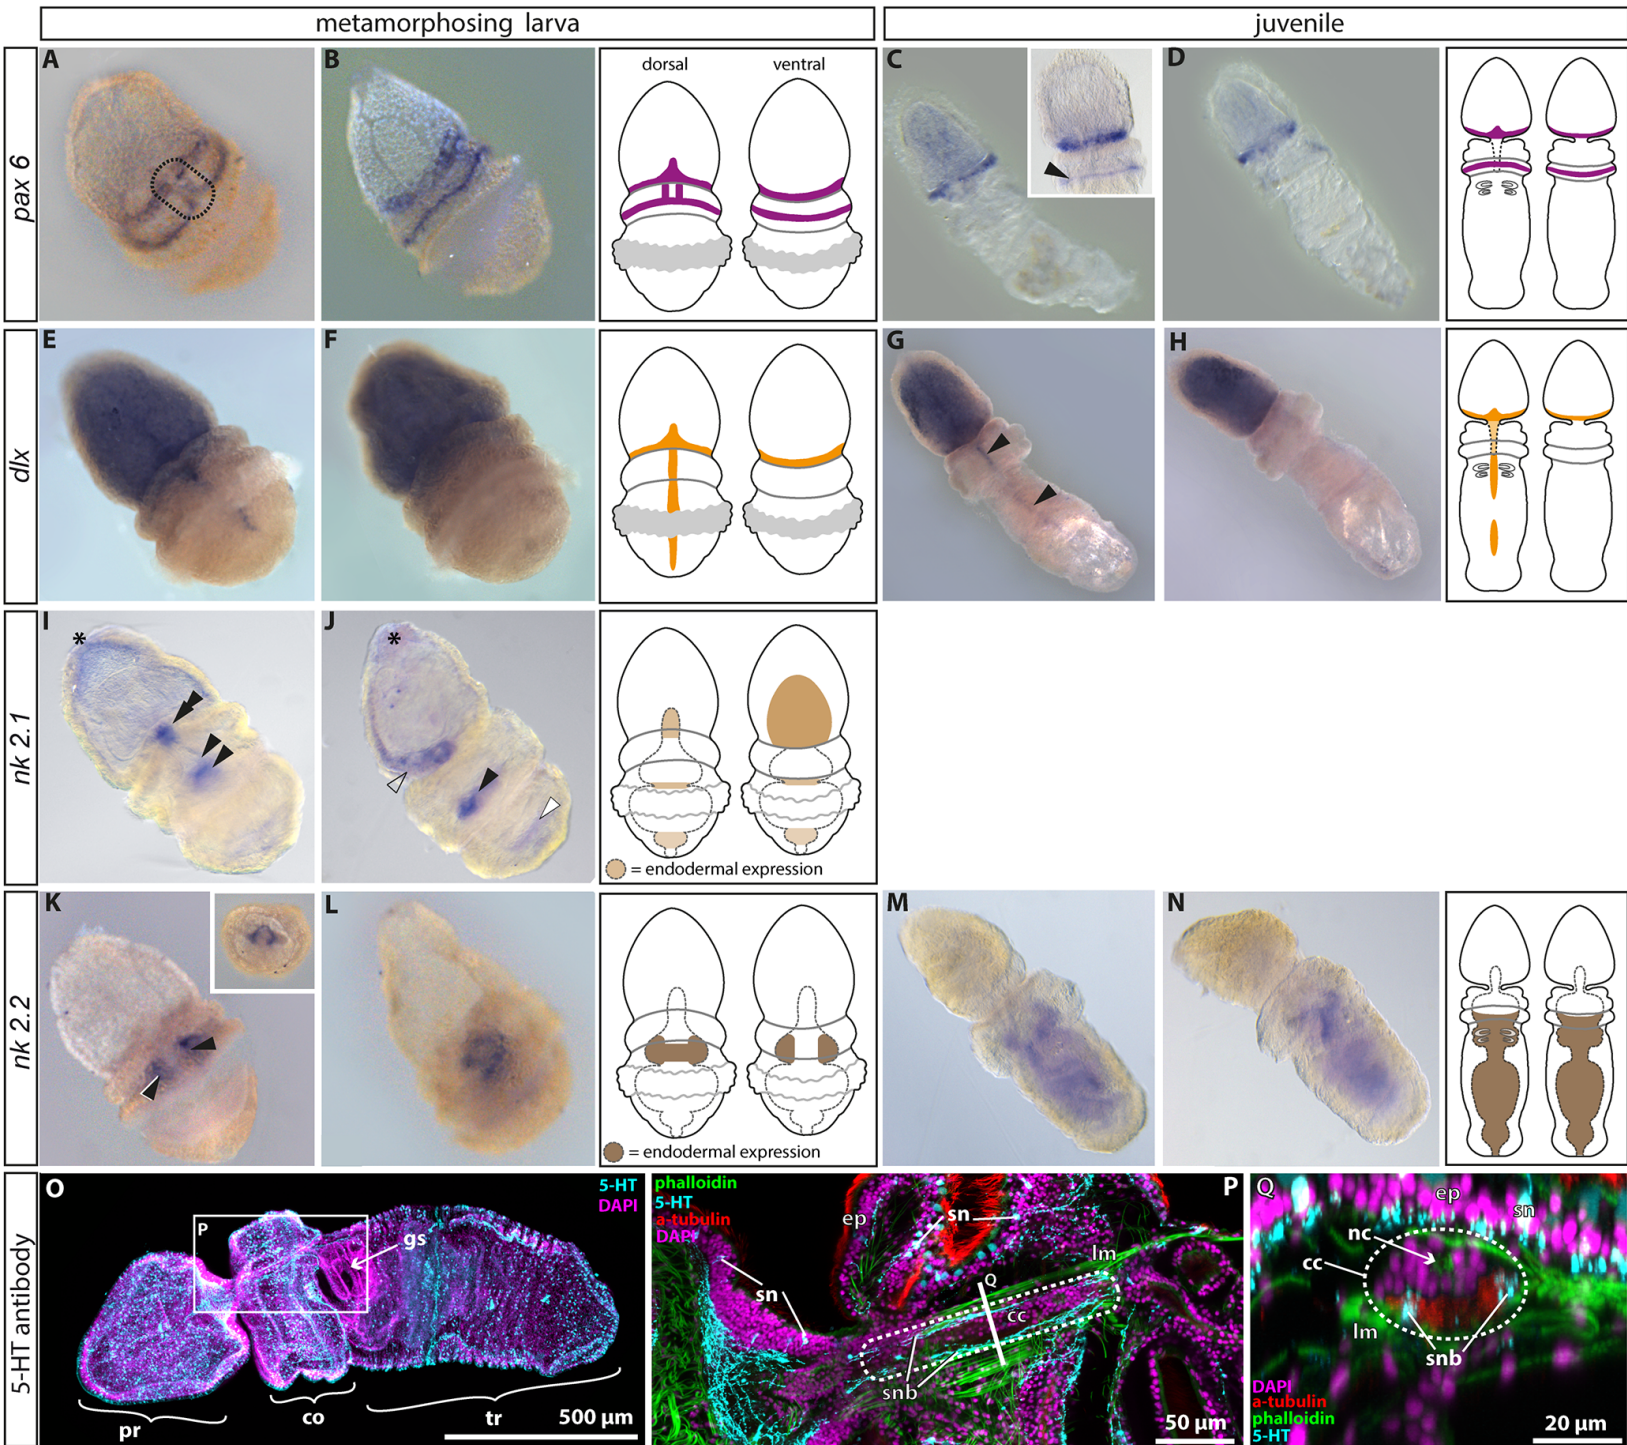 metamorphosing larva
juvenile
pax 6
A
B
dorsal
ventral
C
D
dlx
E
F
G
H
nk 2.1
I
*
J
*
= endodermal expression
nk 2.2
K
L
= endodermal expression
M
N
5-HT antibody
O
5-HT
DAPI
P
gs
pr
co
tr
500 µm
phalloidin
5-HT
a-tubulin
DAPI
P
ep
sn
sn
lm
Q
cc
snb
50 µm
Q
ep
sn
nc
cc
lm
snb
DAPI
a-tubulin
phalloidin
5-HT
20 µm